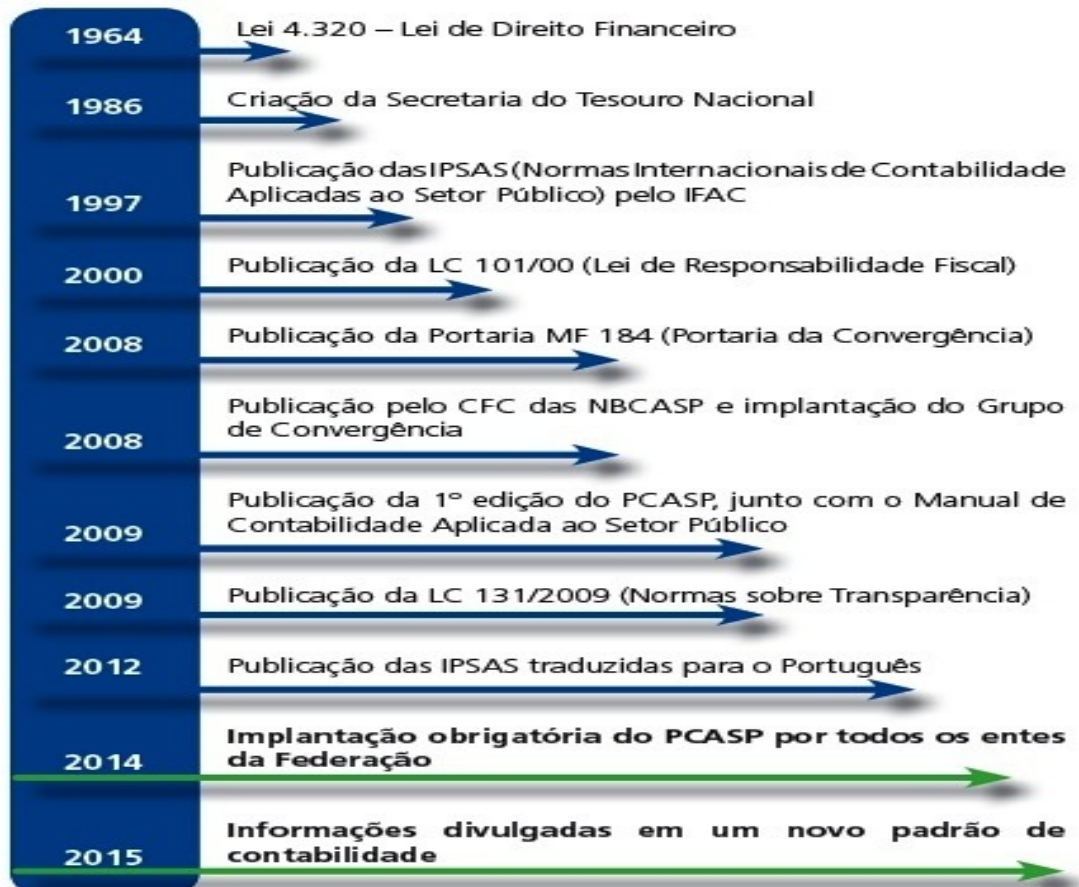 1964
Lei 4.320 – Lei de Direito Financeiro
1986
Criação da Secretaria do Tesouro Nacional
1997
Publicação das IPSAS (Normas Internacionais de Contabilidade
Aplicadas ao Setor Público) pelo IFAC
2000
Publicação da LC 101/00 (Lei de Responsabilidade Fiscal)
2008
Publicação da Portaria MF 184 (Portaria da Convergência)
2008
Publicação pelo CFC das NBCASP e implantação do Grupo
de Convergência
2009
Publicação da 1º edição do PCASP, junto com o Manual de
Contabilidade Aplicada ao Setor Público
2009
Publicação da LC 131/2009 (Normas sobre Transparência)
2012
Publicação das IPSAS traduzidas para o Português
2014
Implantação obrigatória do PCASP por todos os entes
da Federação
2015
Informações divulgadas em um novo padrão de
contabilidade